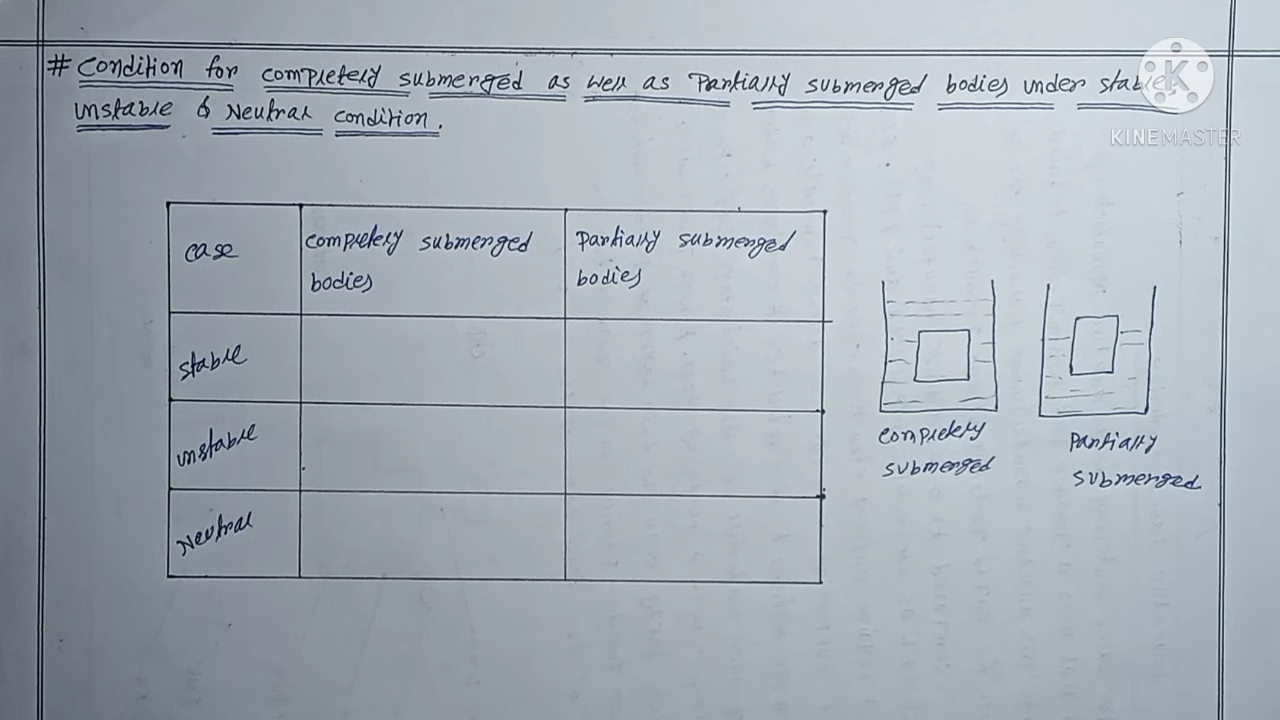 # Condition for completely submerged as well as Partially submerged bodies under stable,
unstable & Neutral condition.
K
KINEMASTER
case
completely submerged
bodies
Partially submerged
bodies
stable
unstable
Neutral
completely
submerged
Partially
submerged